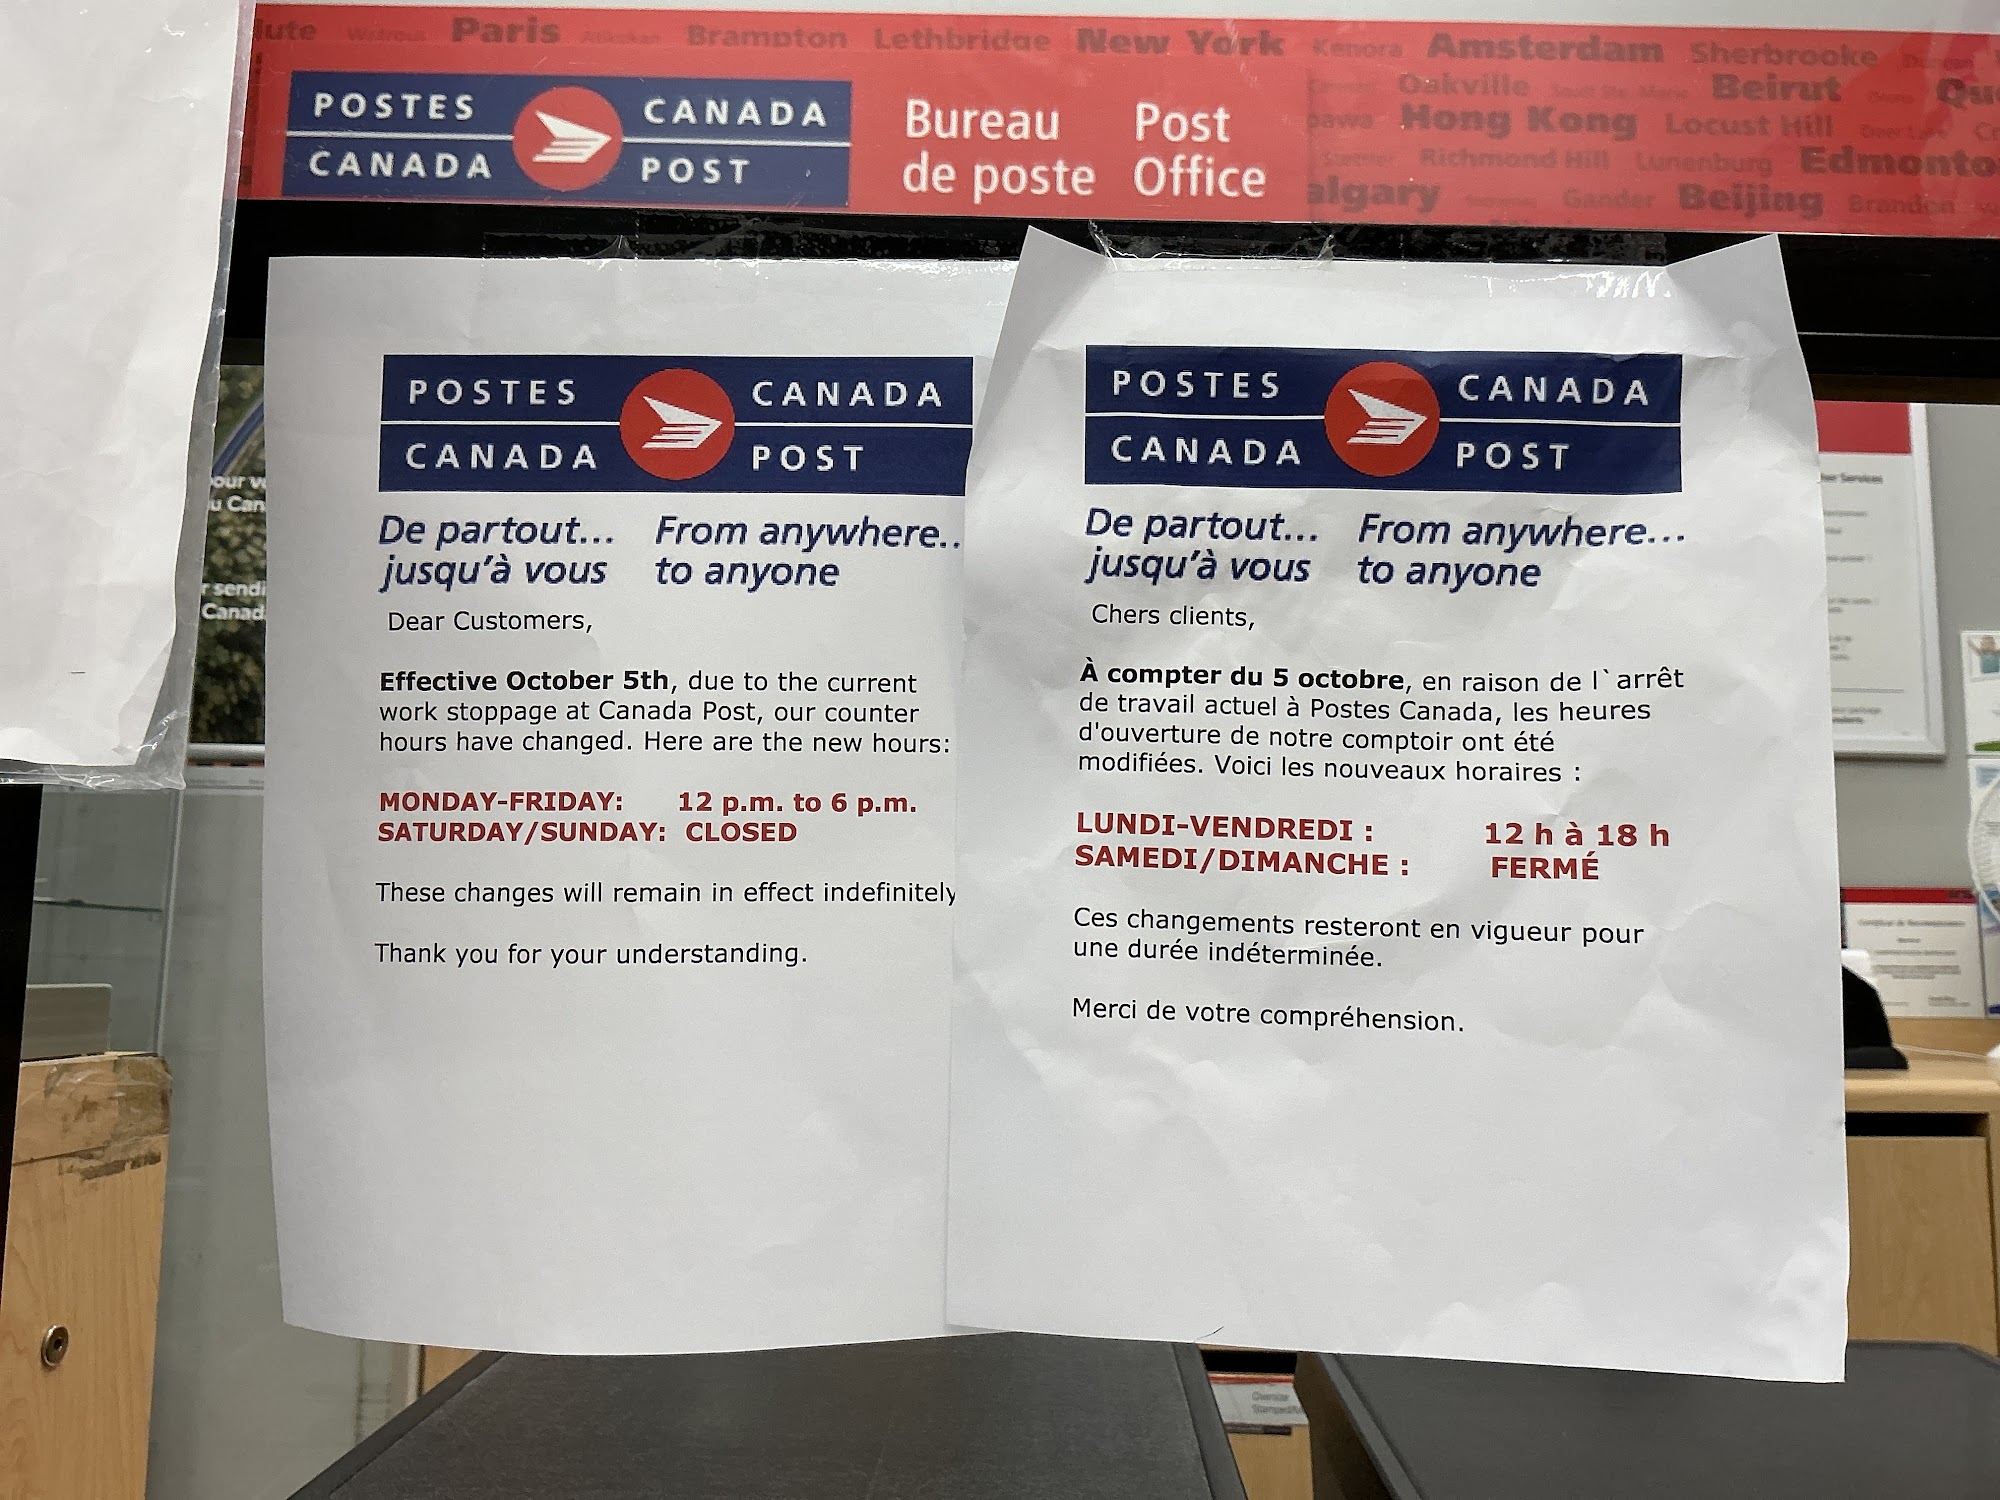 Paris Brampton Lethbridge New York Kenora Amsterdam Sherbrooke
Oakville Beirut
Hong Kong Locust Hill
Richmond Hill Lunenburg
Gander Beijing Brandon
POSTES CANADA
CANADA POST
Bureau de poste
Post Office
POSTES CANADA
CANADA POST
De partout... From anywhere..
jusqu'à vous to anyone
Dear Customers,
Effective October 5th, due to the current
work stoppage at Canada Post, our counter
hours have changed. Here are the new hours:
MONDAY-FRIDAY: 12 p.m. to 6 p.m.
SATURDAY/SUNDAY: CLOSED
These changes will remain in effect indefinitely
Thank you for your understanding.
POSTES CANADA
CANADA POST
De partout... From anywhere...
jusqu'à vous to anyone
Chers clients,
À compter du 5 octobre, en raison de l`arrêt
de travail actuel à Postes Canada, les heures
d'ouverture de notre comptoir ont été
modifiées. Voici les nouveaux horaires :
LUNDI-VENDREDI : 12 h à 18 h
SAMEDI/DIMANCHE : FERMÉ
Ces changements resteront en vigueur pour
une durée indéterminée.
Merci de votre compréhension.